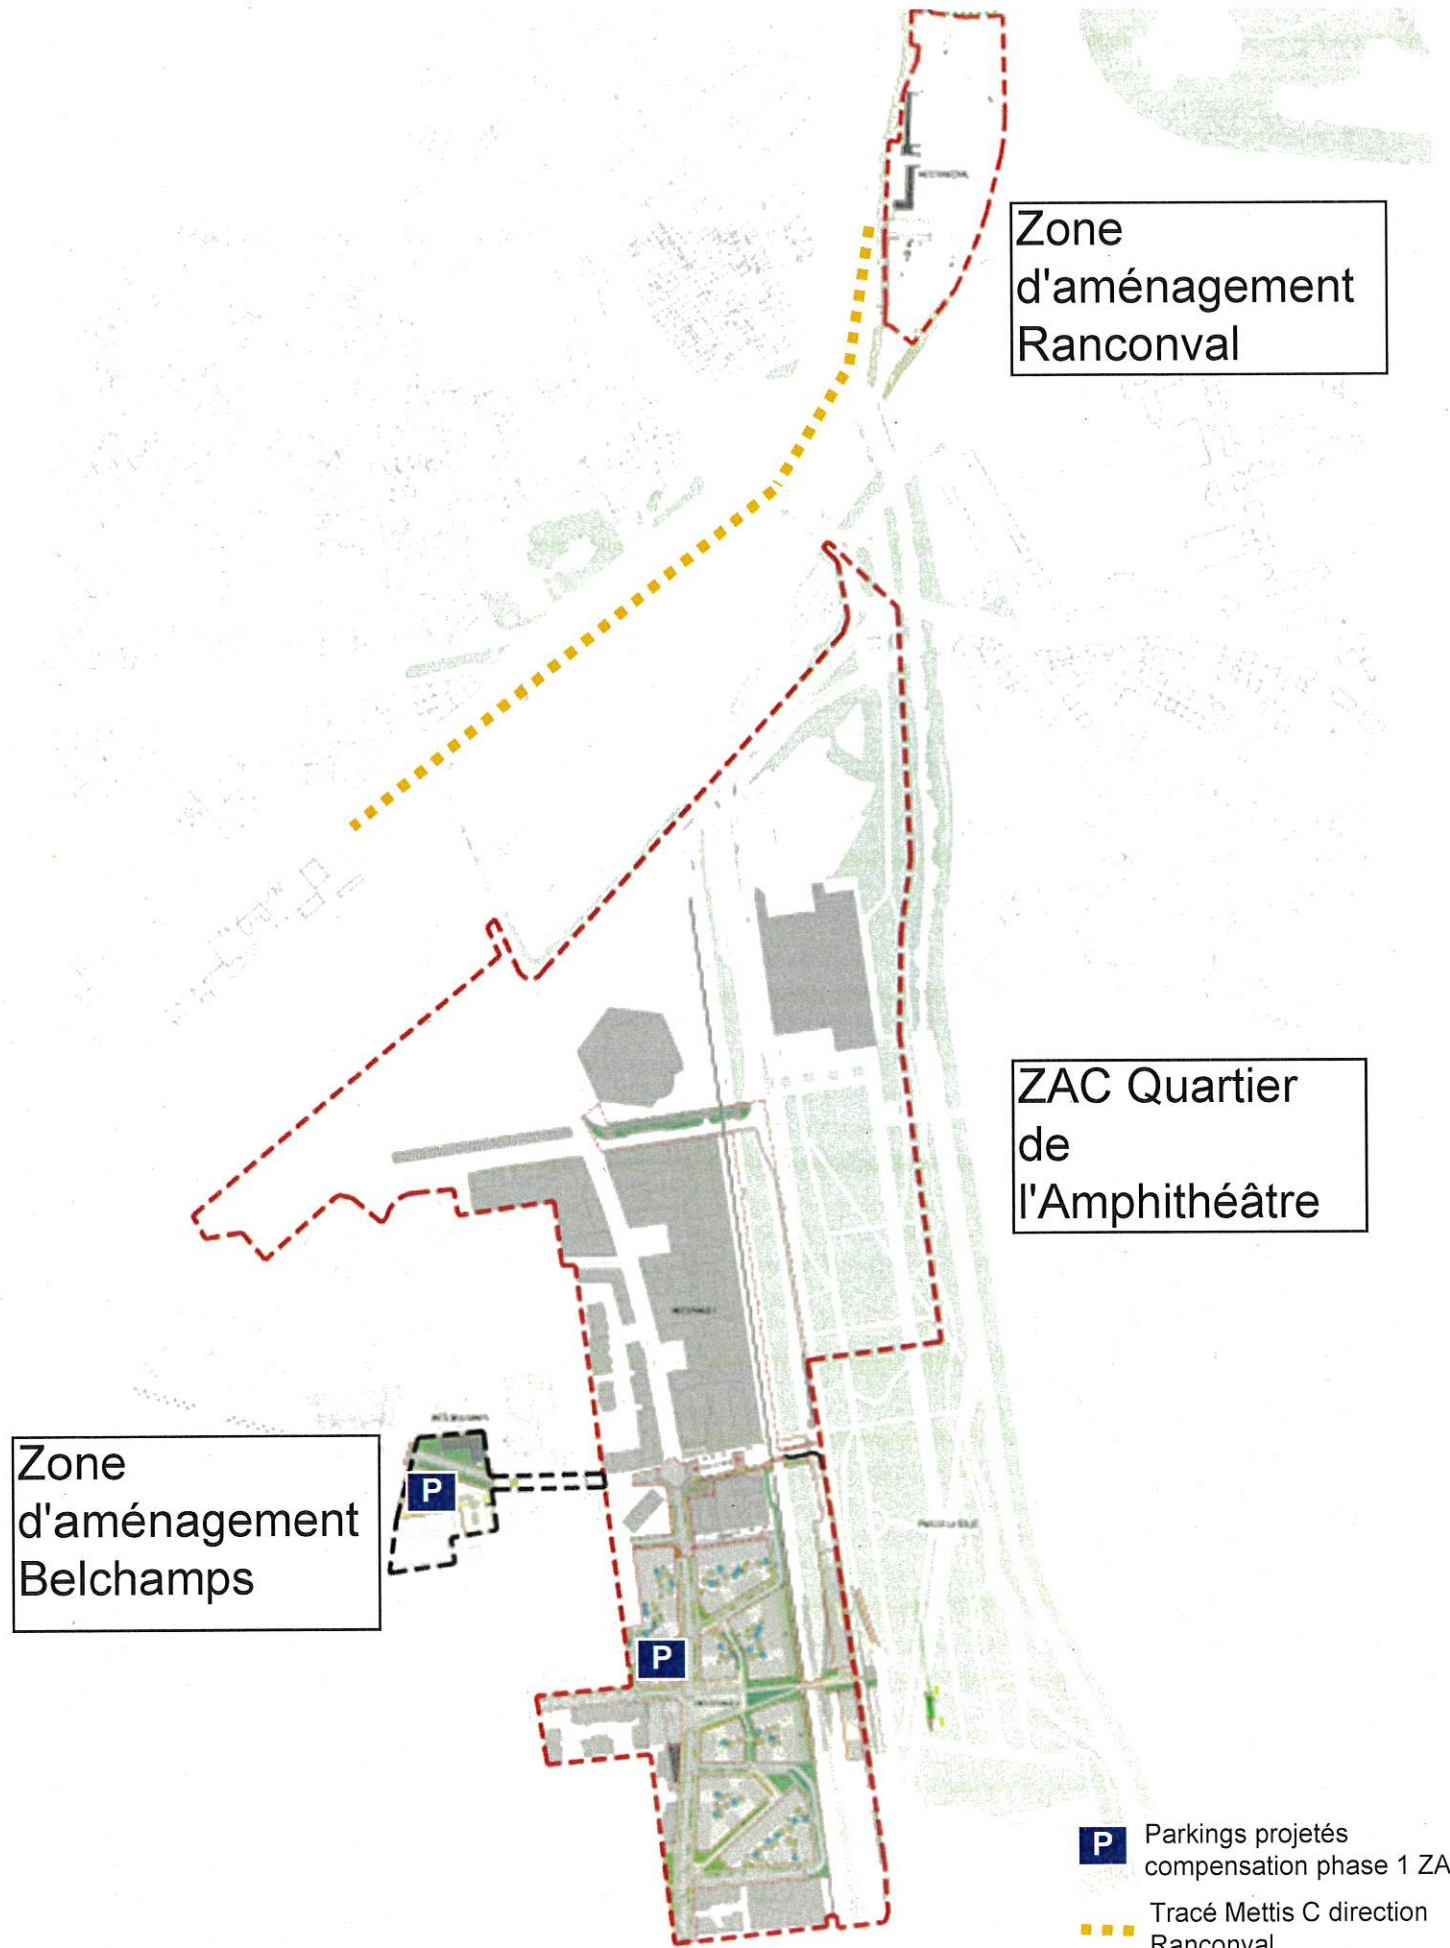 Zone
d'aménagement
Ranconval
ZAC Quartier
de
l'Amphithéâtre
Zone
d'aménagement
Belchamps
P
P
P
Parkings projetés
compensation phase 1 ZA
Tracé Mettis C direction
Ranconval